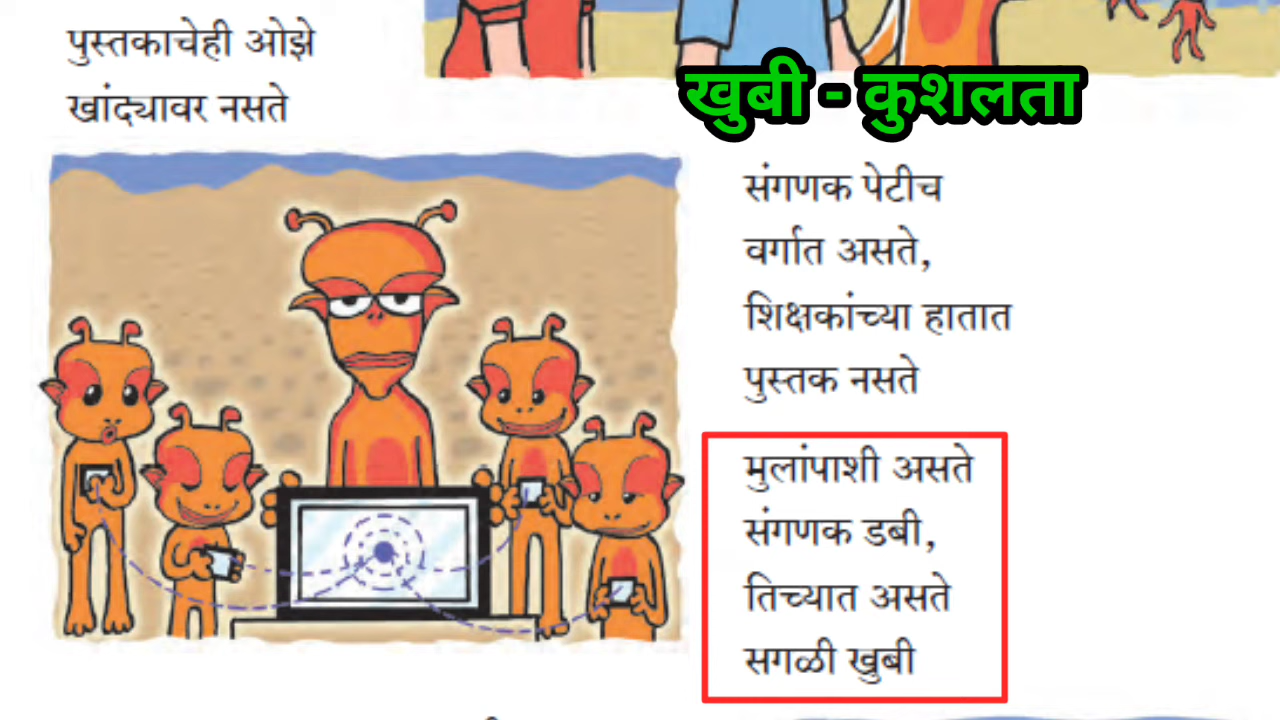 पुस्तकाचेही ओझे
खांद्यावर नसते
खुबी - कुशलता
संगणक पेटीच
वर्गात असते,
शिक्षकांच्या हातात
पुस्तक नसते
मुलांपाशी असते
संगणक डबी,
तिच्यात असते
सगळी खुबी